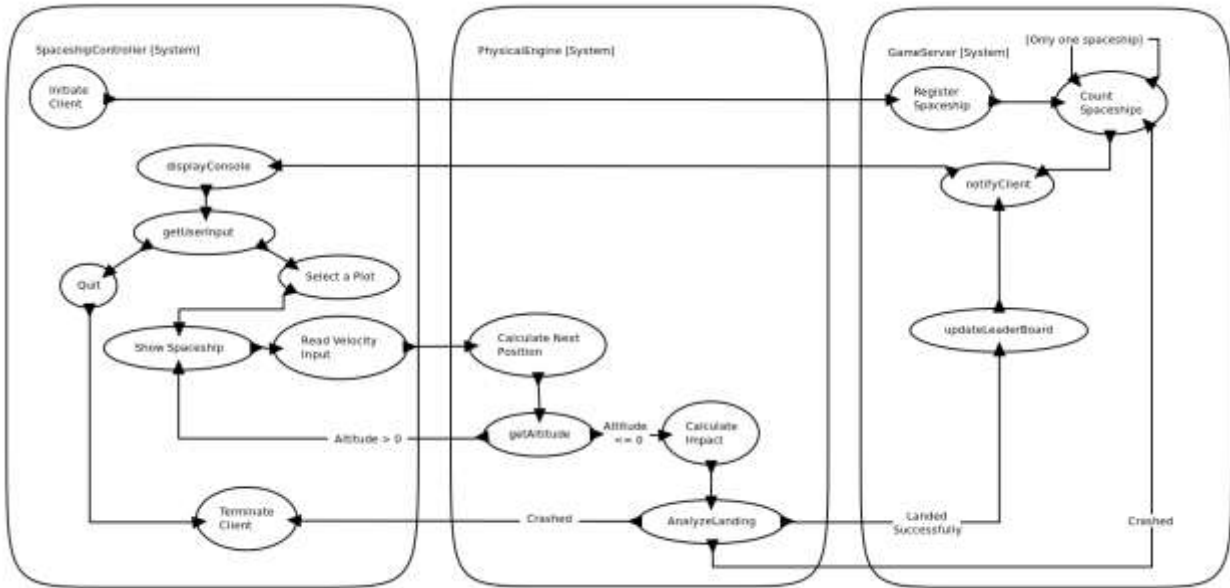 SpaceshipController [System]
PhysicalEngine [System]
GameServer [System]
[Only one spaceship]
Initiate
Client
Register
Spaceship
Count
Spaceships
displayConsole
notifyClient
getUserInput
Quit
Select a Plot
Show Spaceship
Read Velocity
Input
Calculate Next
Position
updateLeaderBoard
Altitude > 0
getAltitude
Altitude
<= 0
Calculate
Impact
Terminate
Client
Crashed
AnalyzeLanding
Landed
Successfully
Crashed